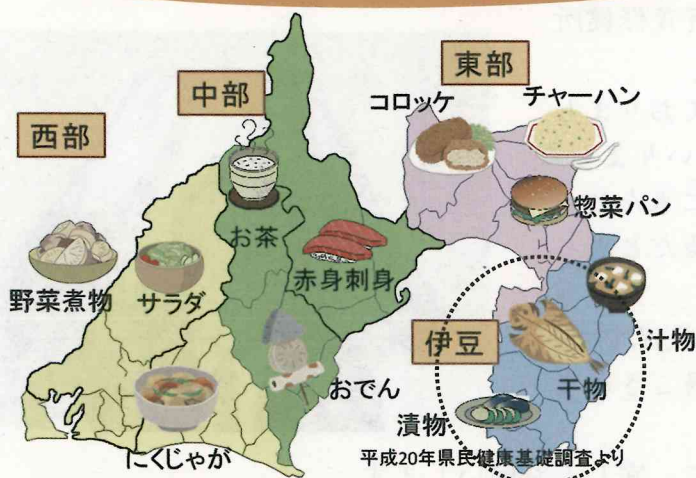 東部
中部
コロッケ
チャーハン
西部
惣菜パン
お茶
赤身刺身
野菜煮物
サラダ
伊豆
汁物
おでん
干物
漬物
にくじゃが
平成20年県民健康基礎調査より